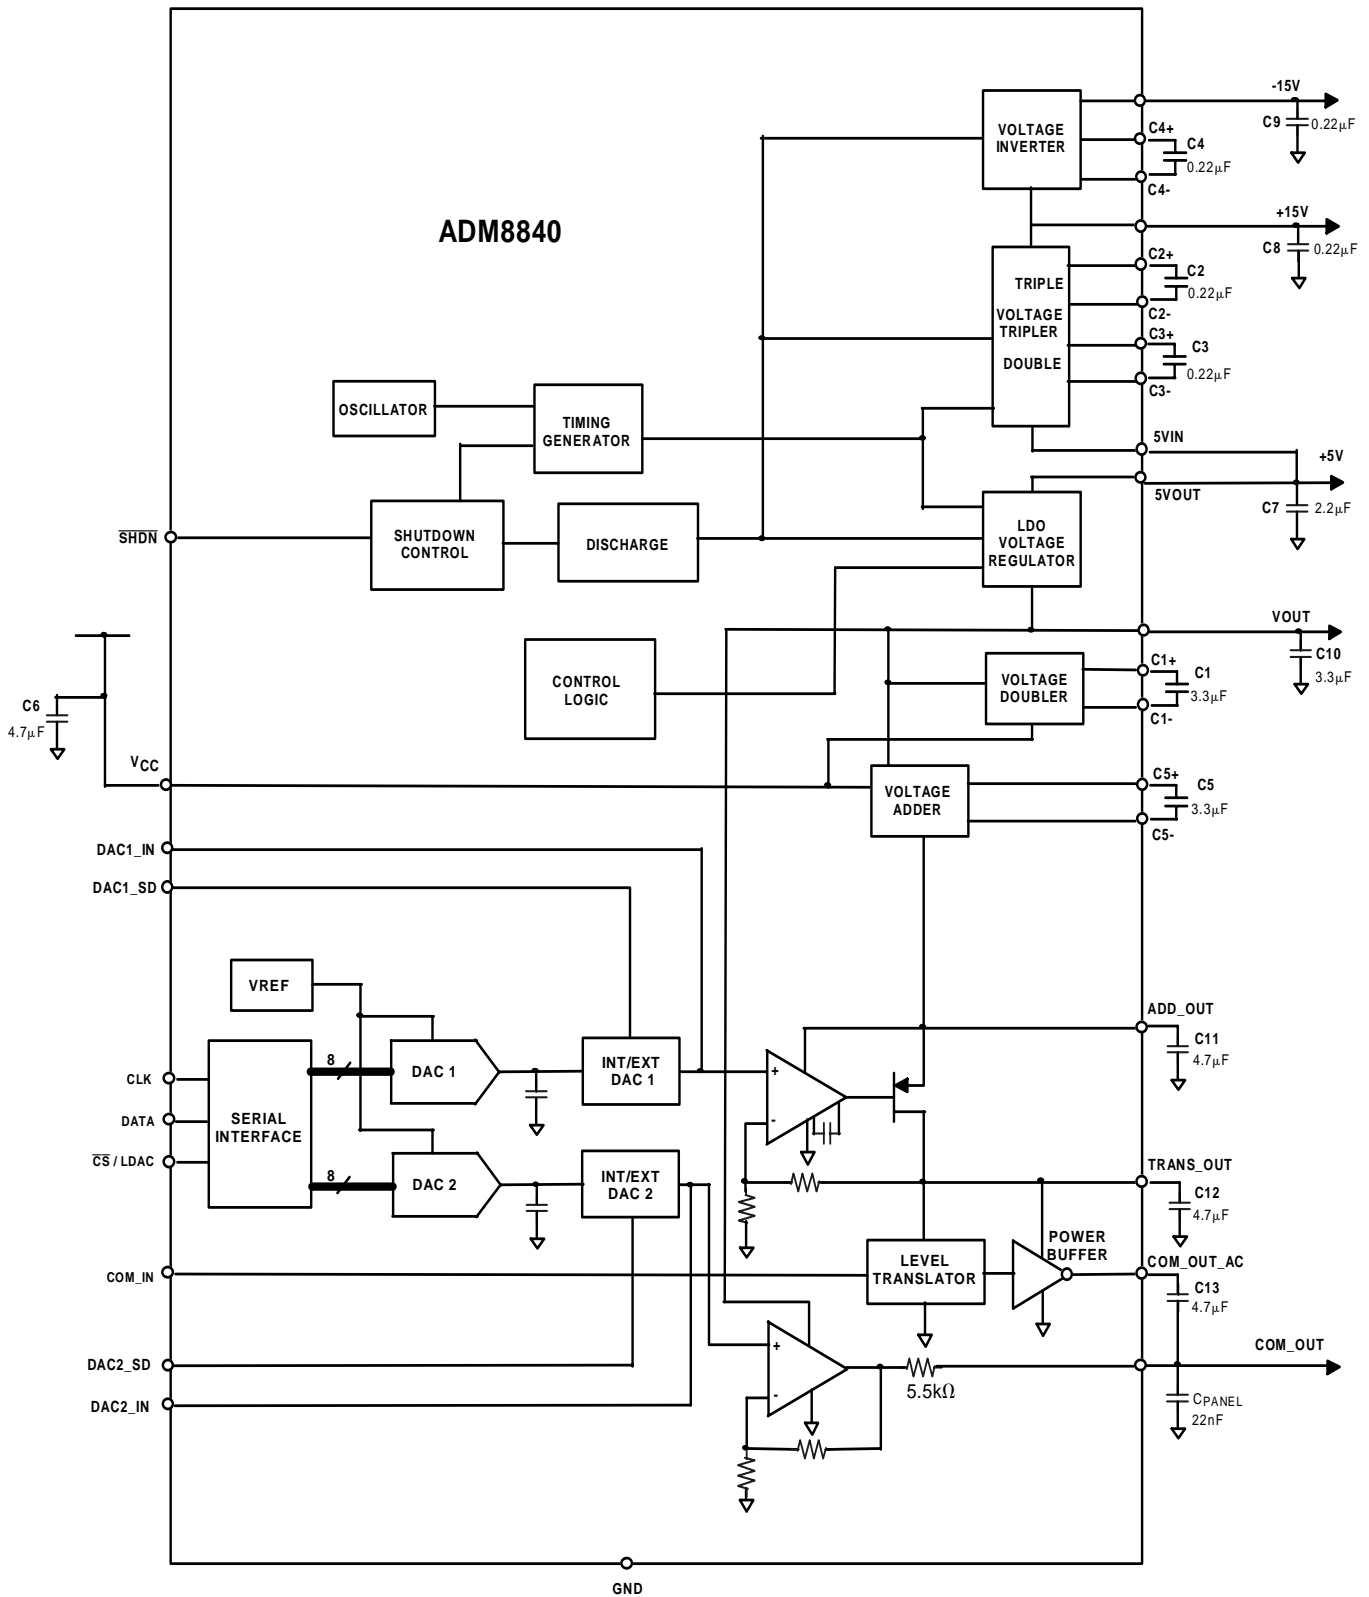 -15V
C9
0.22μF
VOLTAGE
INVERTER
C4+
C4
0.22μF
C4-
ADM8840
+15V
C8
0.22μF
TRIPLE
VOLTAGE
TRIPLER
DOUBLE
C2+
C2
0.22μF
C2-
C3+
C3
0.22μF
C3-
OSCILLATOR
TIMING
GENERATOR
5VIN
+5V
5VOUT
C7
2.2μF
SHDN
SHUTDOWN
CONTROL
DISCHARGE
LDO
VOLTAGE
REGULATOR
VOUT
C10
3.3μF
CONTROL
LOGIC
VOLTAGE
DOUBLER
C1+
C1
3.3μF
C1-
C6
4.7μF
VCC
VOLTAGE
ADDER
C5+
C5
3.3μF
C5-
DAC1_IN
DAC1_SD
VREF
ADD_OUT
C11
4.7μF
CLK
DATA
CS / LDAC
SERIAL
INTERFACE
8
DAC 1
INT/EXT
DAC 1
+
-
8
DAC 2
INT/EXT
DAC 2
TRANS_OUT
C12
4.7μF
COM_IN
LEVEL
TRANSLATOR
POWER
BUFFER
COM_OUT_AC
C13
4.7μF
DAC2_SD
DAC2_IN
+
-
5.5kΩ
COM_OUT
CPANEL
22nF
GND